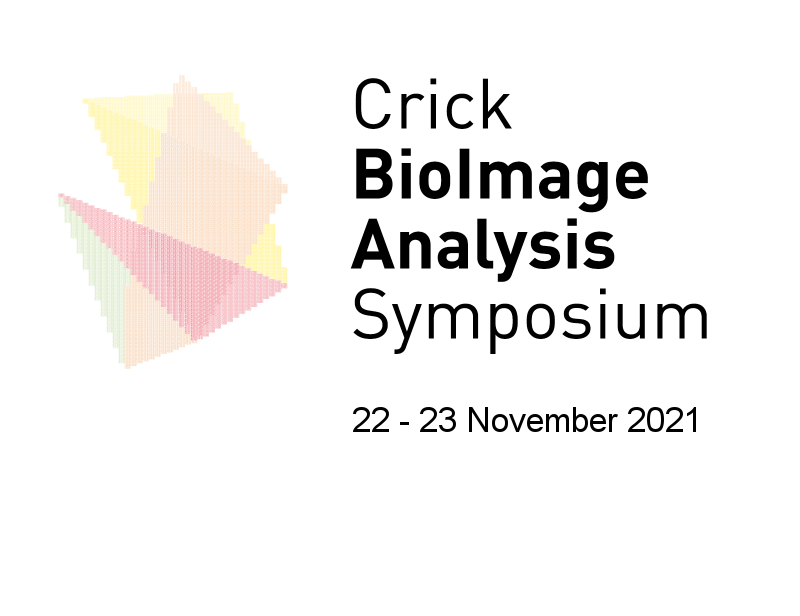 Crick
BioImage
Analysis
Symposium
22 - 23 November 2021